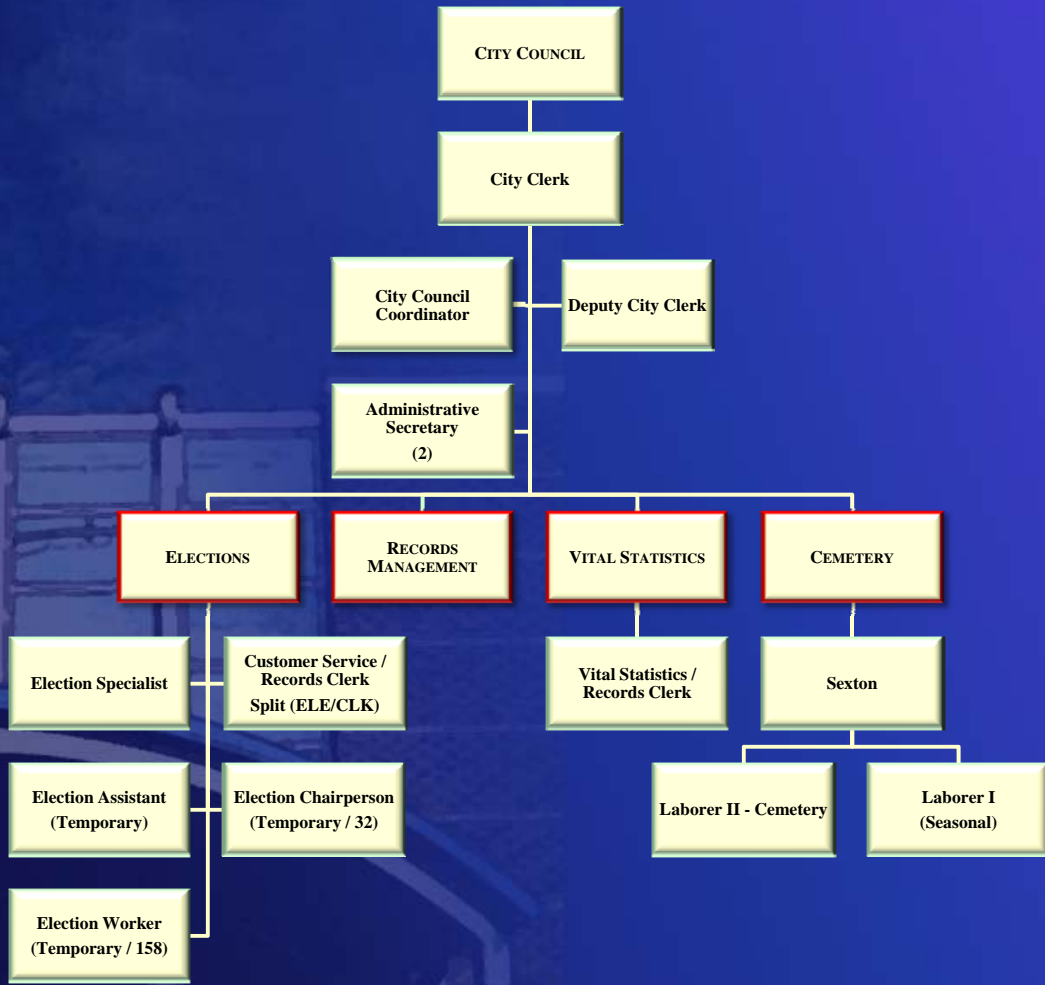 CITY COUNCIL
City Clerk
City Council
Coordinator
Deputy City Clerk
Administrative
Secretary
(2)
ELECTIONS
RECORDS
MANAGEMENT
VITAL STATISTICS
CEMETERY
Election Specialist
Customer Service /
Records Clerk
Split (ELE/CLK)
Vital Statistics /
Records Clerk
Sexton
Election Assistant
(Temporary)
Election Chairperson
(Temporary / 32)
Laborer II - Cemetery
Laborer I
(Seasonal)
Election Worker
(Temporary / 158)